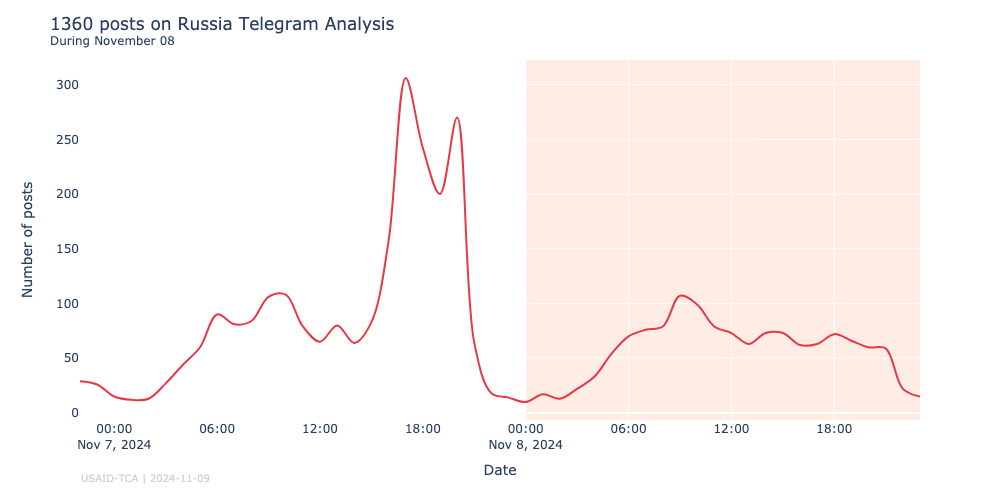 1360 posts on Russia Telegram Analysis
During November 08
300
250
200
150
100
50
0
Number of posts
00:00 06:00 12:00 18:00 00:00 06:00 12:00 18:00
Nov 7, 2024 Nov 8, 2024
Date
USAID-TCA | 2024-11-09